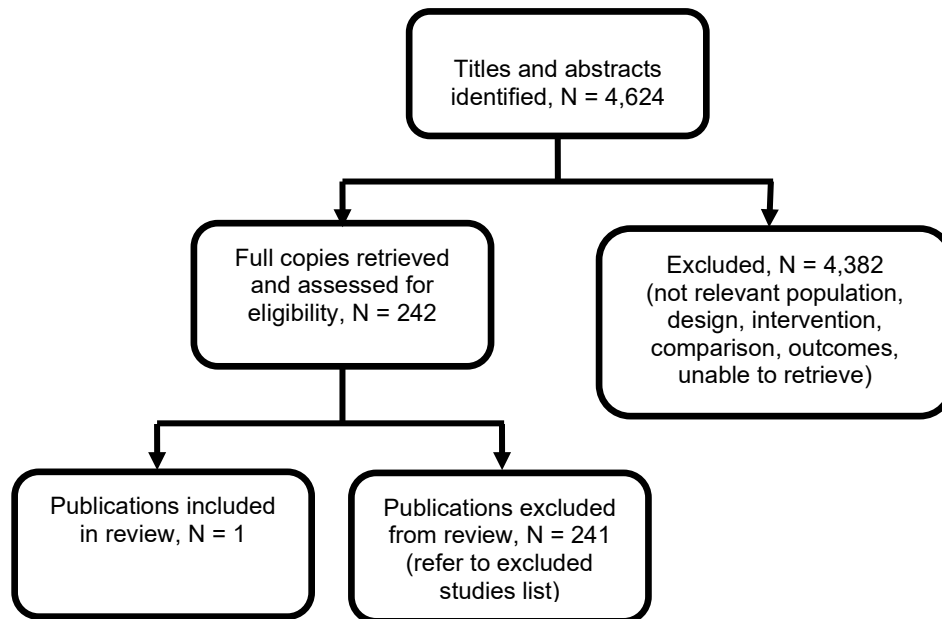 Titles and abstracts
identified, N = 4,624
Full copies retrieved
and assessed for
eligibility, N = 242
Excluded, N = 4,382
(not relevant population,
design, intervention,
comparison, outcomes,
unable to retrieve)
Publications included
in review, N = 1
Publications excluded
from review, N = 241
(refer to excluded
studies list)